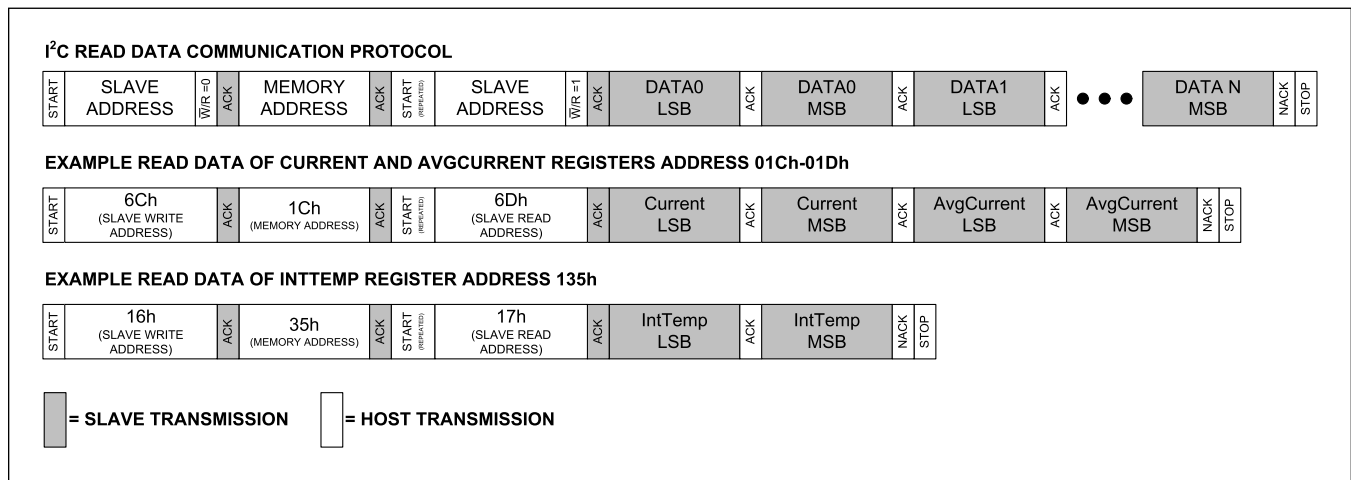 I²C READ DATA COMMUNICATION PROTOCOL
START SLAVE ADDRESS W̅/R =0 ACK MEMORY ADDRESS ACK START (REPEATED) SLAVE ADDRESS W̅/R =1 ACK DATA0 LSB ACK DATA0 MSB ACK DATA1 LSB ACK ●●● DATA N MSB NACK STOP
EXAMPLE READ DATA OF CURRENT AND AVGCURRENT REGISTERS ADDRESS 01Ch-01Dh
START 6Ch (SLAVE WRITE ADDRESS) ACK 1Ch (MEMORY ADDRESS) ACK START (REPEATED) 6Dh (SLAVE READ ADDRESS) ACK Current LSB ACK Current MSB ACK AvgCurrent LSB ACK AvgCurrent MSB NACK STOP
EXAMPLE READ DATA OF INTTEMP REGISTER ADDRESS 135h
START 16h (SLAVE WRITE ADDRESS) ACK 35h (MEMORY ADDRESS) ACK START (REPEATED) 17h (SLAVE READ ADDRESS) ACK IntTemp LSB ACK IntTemp MSB NACK STOP
= SLAVE TRANSMISSION = HOST TRANSMISSION